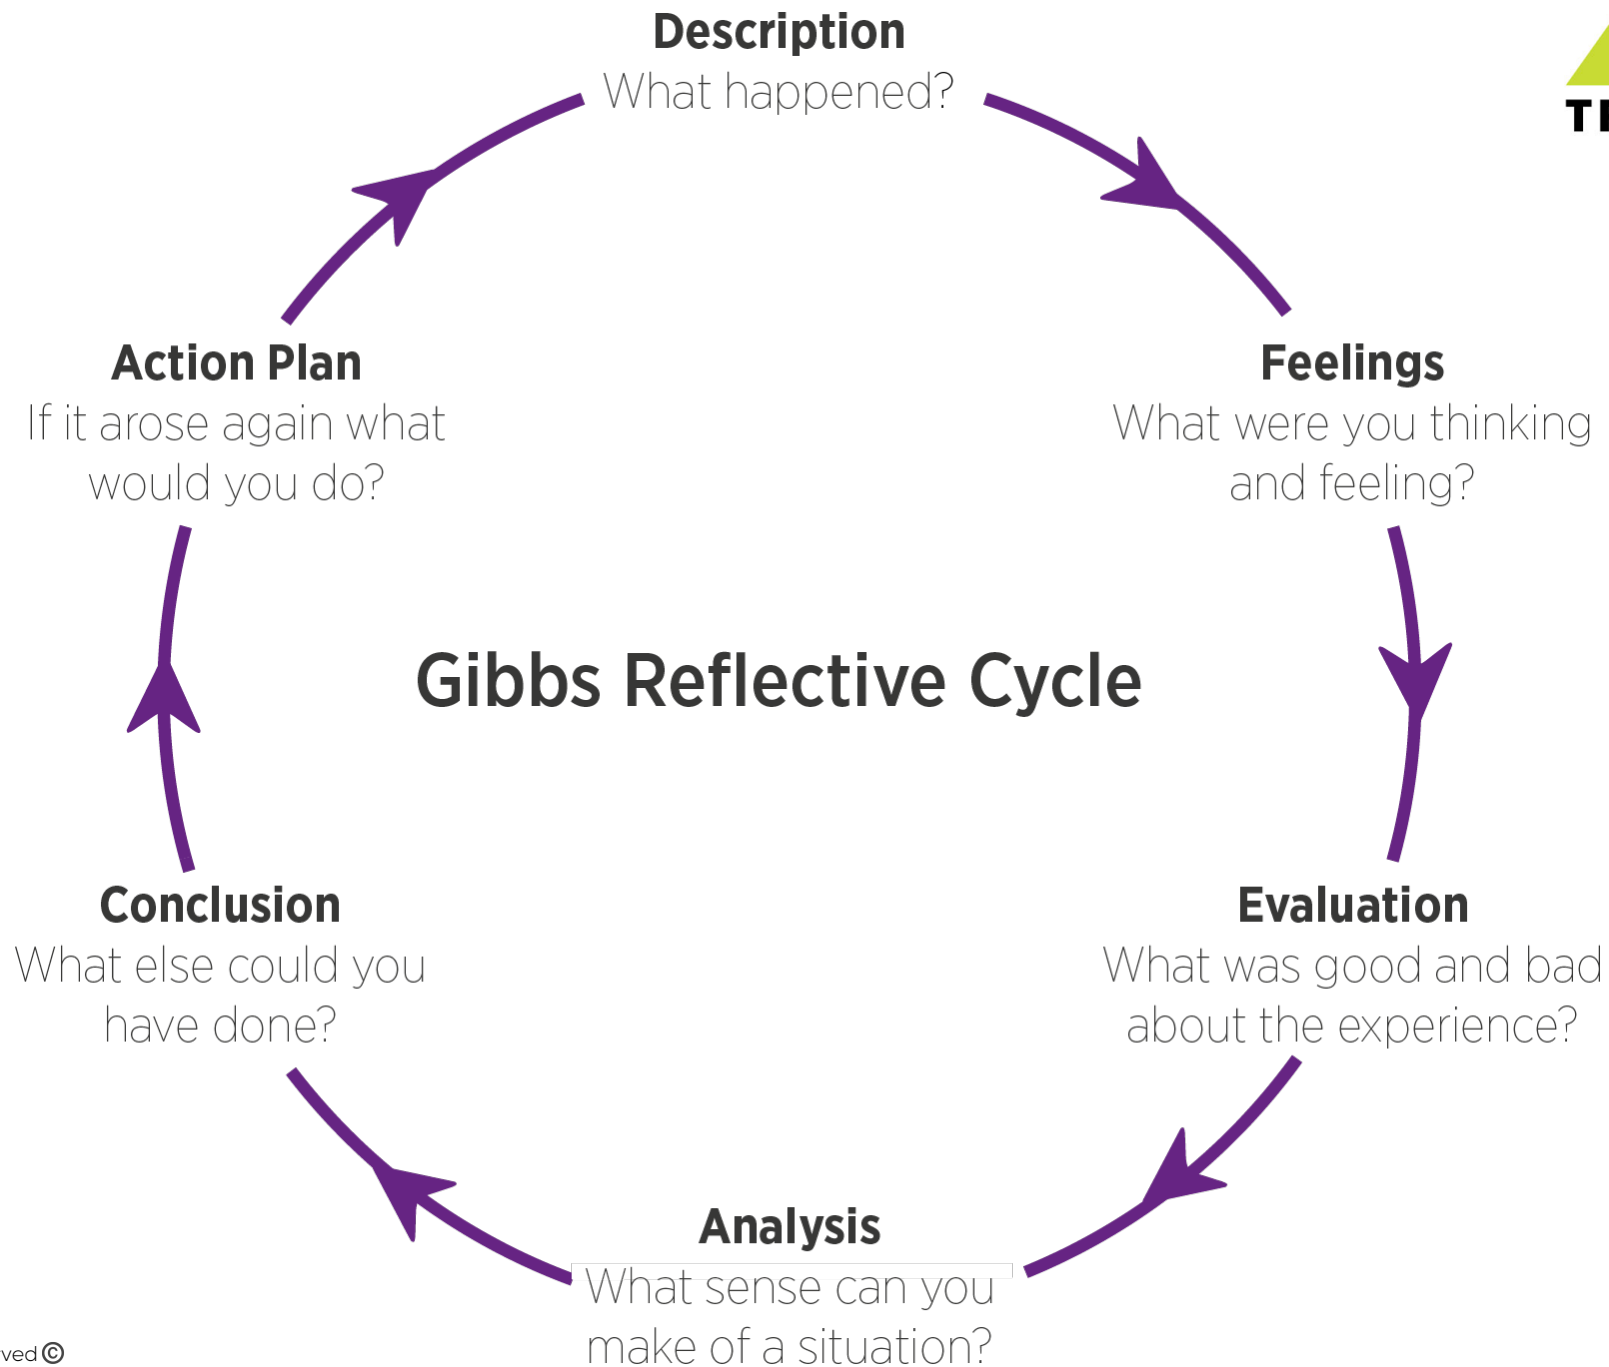 Description
What happened?
Feelings
What were you thinking
and feeling?
Evaluation
What was good and bad
about the experience?
Analysis
What sense can you
make of a situation?
Conclusion
What else could you
have done?
Action Plan
If it arose again what
would you do?
Gibbs Reflective Cycle
©